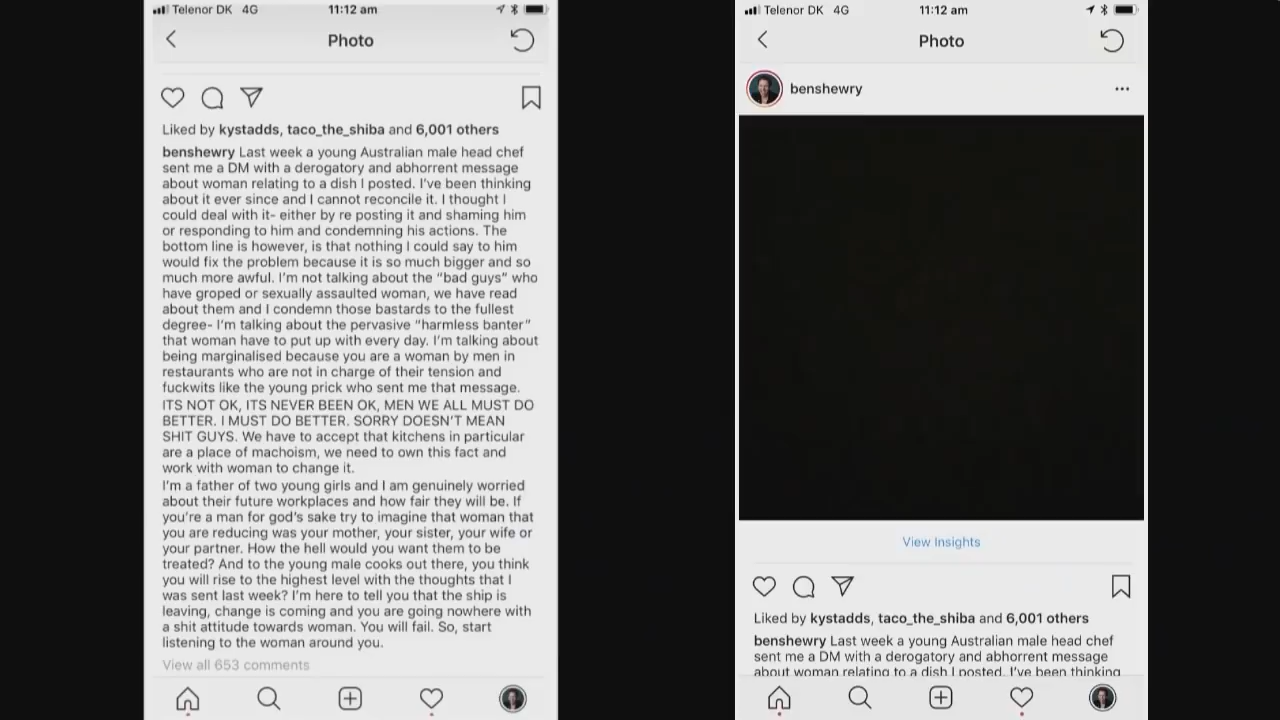 Telenor DK 4G 11:12 am
Photo
Liked by kystadds, taco_the_shiba and 6,001 others
benshewry Last week a young Australian male head chef
sent me a DM with a derogatory and abhorrent message
about woman relating to a dish I posted. I've been thinking
about it ever since and I cannot reconcile it. I thought I
could deal with it- either by re posting it and shaming him
or responding to him and condemning his actions. The
bottom line is however, is that nothing I could say to him
would fix the problem because it is so much bigger and so
much more awful. I'm not talking about the “bad guys” who
have groped or sexually assaulted woman, we have read
about them and I condemn those bastards to the fullest
degree- I'm talking about the pervasive “harmless banter”
that woman have to put up with every day. I'm talking about
being marginalised because you are a woman by men in
restaurants who are not in charge of their tension and
fuckwits like the young prick who sent me that message.
ITS NOT OK, ITS NEVER BEEN OK, MEN WE ALL MUST DO
BETTER. I MUST DO BETTER. SORRY DOESN'T MEAN
SHIT GUYS. We have to accept that kitchens in particular
are a place of machoism, we need to own this fact and
work with woman to change it.
I'm a father of two young girls and I am genuinely worried
about their future workplaces and how fair they will be. If
you're a man for god's sake try to imagine that woman that
you are reducing was your mother, your sister, your wife or
your partner. How the hell would you want them to be
treated? And to the young male cooks out there, you think
you will rise to the highest level with the thoughts that I
was sent last week? I'm here to tell you that the ship is
leaving, change is coming and you are going nowhere with
a shit attitude towards woman. You will fail. So, start
listening to the woman around you.
View all 653 comments
Telenor DK 4G 11:12 am
Photo
benshewry
View Insights
Liked by kystadds, taco_the_shiba and 6,001 others
benshewry Last week a young Australian male head chef
sent me a DM with a derogatory and abhorrent message
about woman relating to a dish I posted. I've been thinking